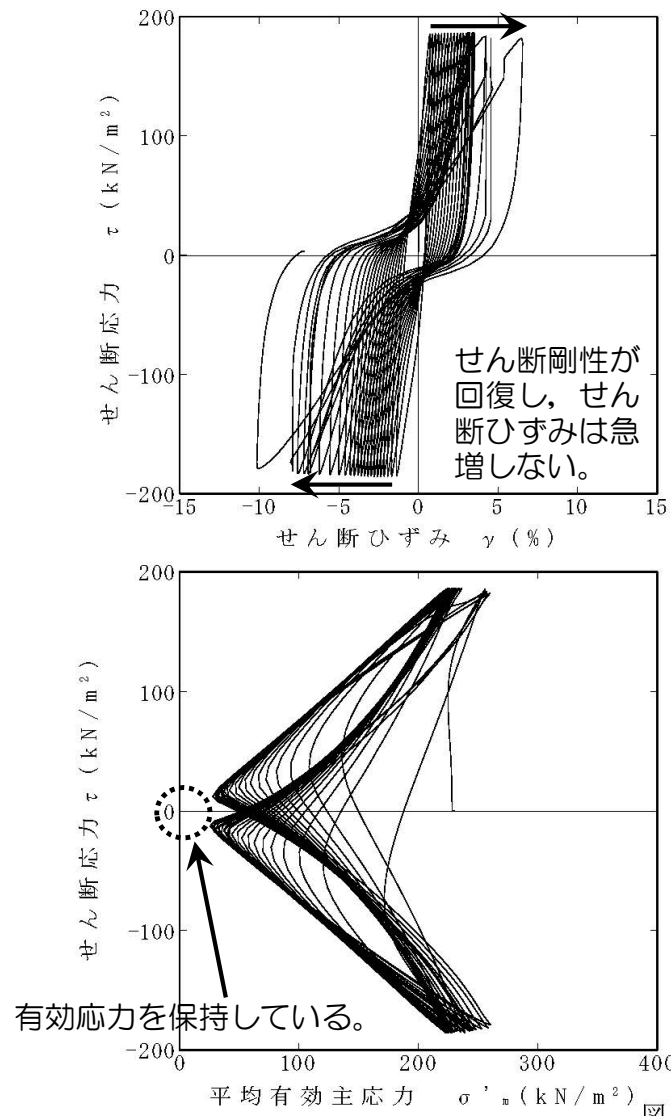 200
100
0
-100
-200
せん断応力 τ (kN/m²)
せん断剛性が
回復し，せん
断ひずみは急
増しない。
-15 -10 -5 0 5 10 15
せん断ひずみ γ (%)
200
100
0
-100
-200
せん断応力 τ (kN/m²)
有効応力を保持している。
0 100 200 300 400
平均有効主応力 σ'm (kN/m²)
図